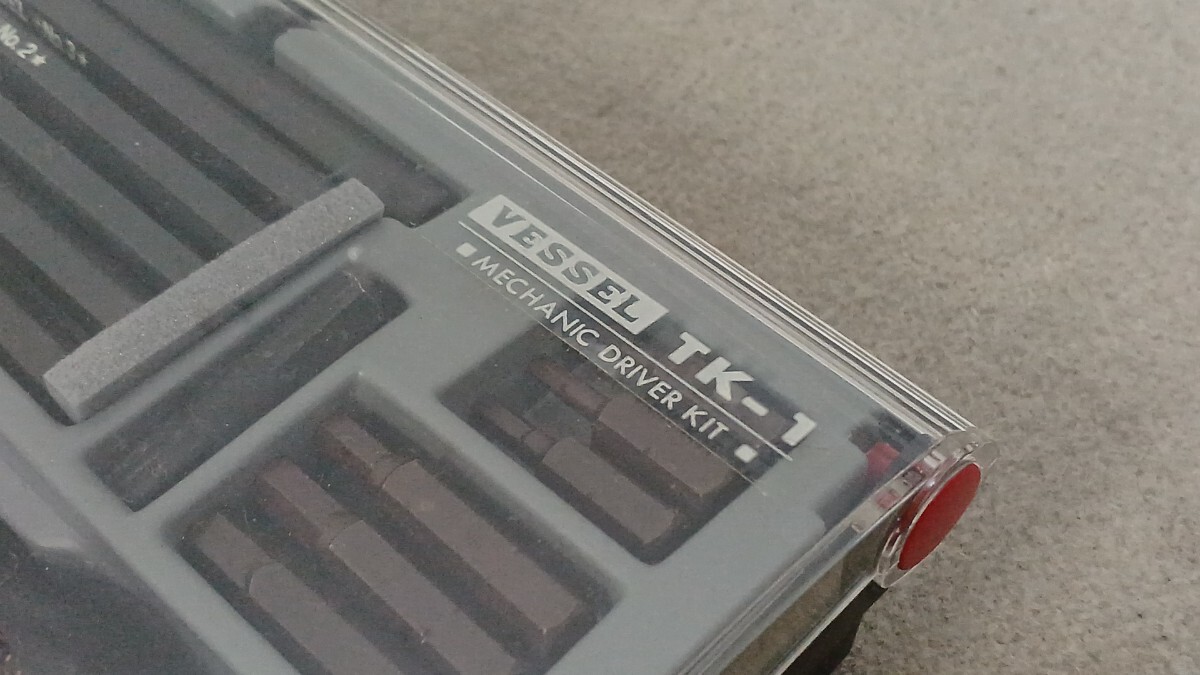 No.2★
VESSEL TK-1
▪ MECHANIC DRIVER KIT ▪